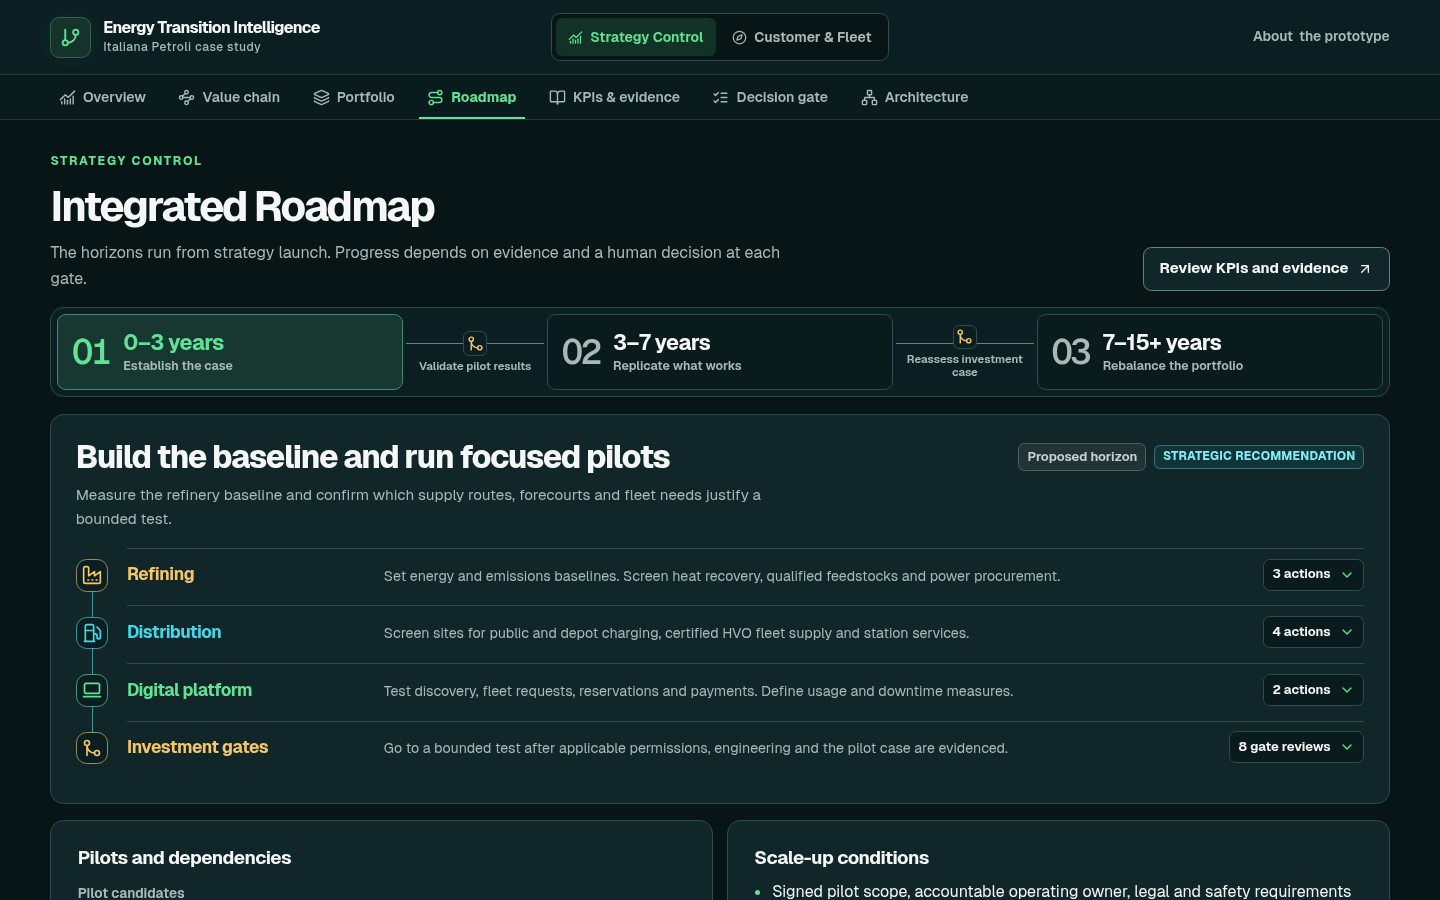 Energy Transition Intelligence
Italiana Petroli case study
Strategy Control
Customer & Fleet
About the prototype
Overview
Value chain
Portfolio
Roadmap
KPIs & evidence
Decision gate
Architecture
STRATEGY CONTROL
Integrated Roadmap
The horizons run from strategy launch. Progress depends on evidence and a human decision at each
gate.
Review KPIs and evidence
01
0–3 years
Establish the case
Validate pilot results
02
3–7 years
Replicate what works
Reassess investment
case
03
7–15+ years
Rebalance the portfolio
Build the baseline and run focused pilots
Proposed horizon
STRATEGIC RECOMMENDATION
Measure the refinery baseline and confirm which supply routes, forecourts and fleet needs justify a
bounded test.
Refining
Set energy and emissions baselines. Screen heat recovery, qualified feedstocks and power procurement.
3 actions
Distribution
Screen sites for public and depot charging, certified HVO fleet supply and station services.
4 actions
Digital platform
Test discovery, fleet requests, reservations and payments. Define usage and downtime measures.
2 actions
Investment gates
Go to a bounded test after applicable permissions, engineering and the pilot case are evidenced.
8 gate reviews
Pilots and dependencies
Pilot candidates
Scale-up conditions
Signed pilot scope, accountable operating owner, legal and safety requirements